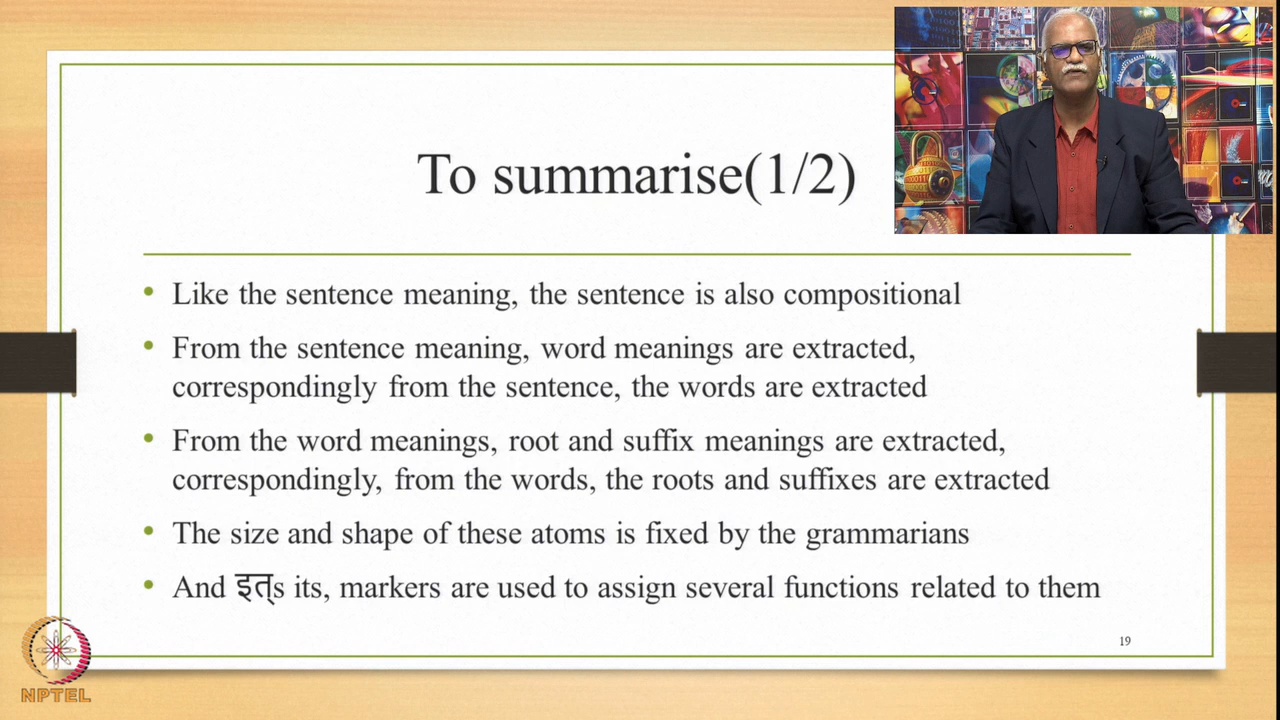 To summarise(1/2)
• Like the sentence meaning, the sentence is also compositional
• From the sentence meaning, word meanings are extracted,
correspondingly from the sentence, the words are extracted
• From the word meanings, root and suffix meanings are extracted,
correspondingly, from the words, the roots and suffixes are extracted
• The size and shape of these atoms is fixed by the grammarians
• And इत्s its, markers are used to assign several functions related to them
19
NPTEL